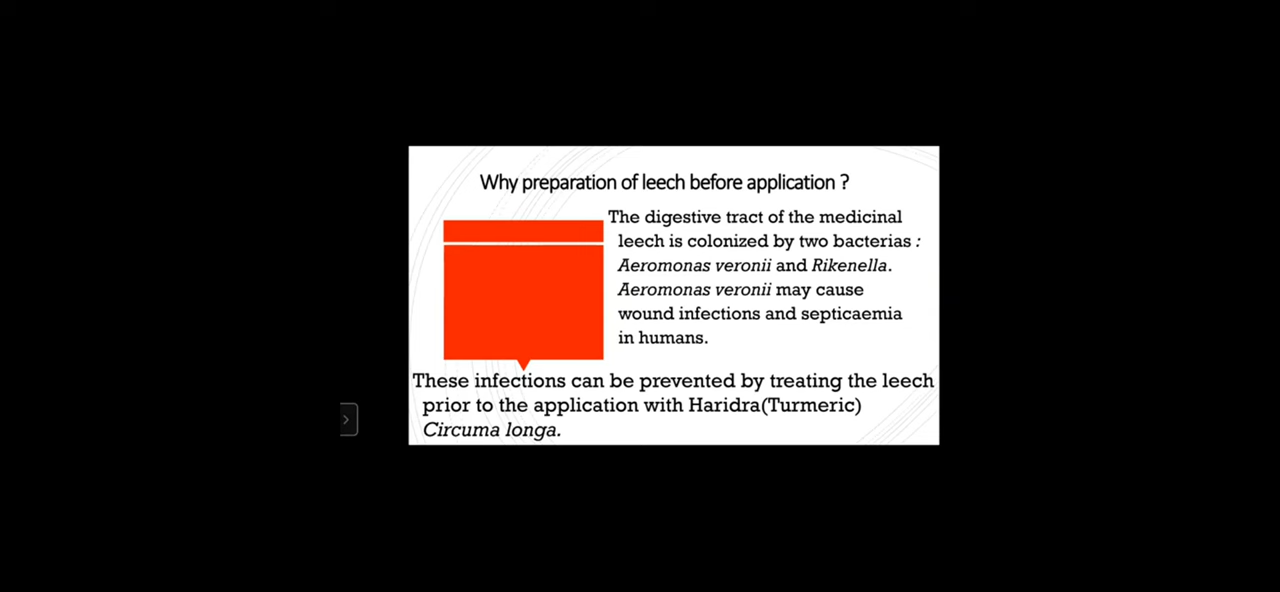 Why preparation of leech before application ?
The digestive tract of the medicinal
leech is colonized by two bacterias :
Aeromonas veronii and Rikenella.
Aeromonas veronii may cause
wound infections and septicaemia
in humans.
These infections can be prevented by treating the leech
prior to the application with Haridra(Turmeric)
Circuma longa.